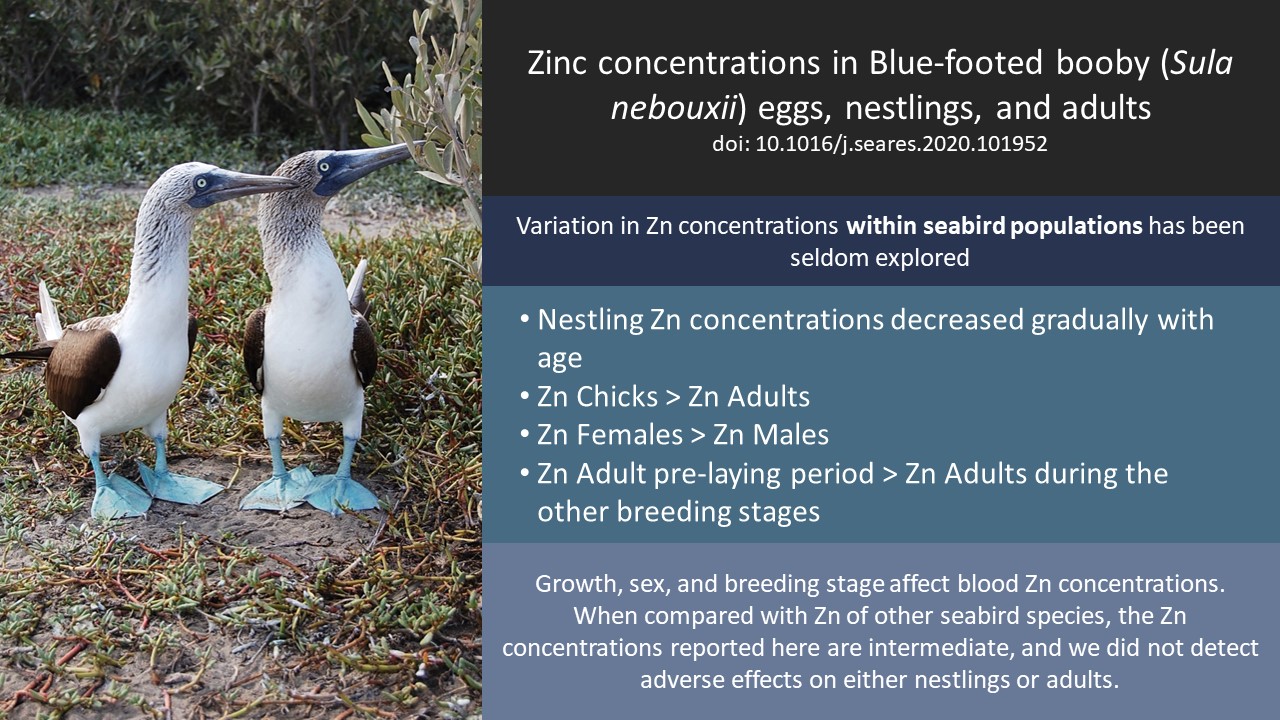 Zinc concentrations in Blue-footed booby (Sula
nebouxii) eggs, nestlings, and adults
doi: 10.1016/j.seares.2020.101952
Variation in Zn concentrations within seabird populations has been
seldom explored
• Nestling Zn concentrations decreased gradually with
age
• Zn Chicks > Zn Adults
• Zn Females > Zn Males
• Zn Adult pre-laying period > Zn Adults during the
other breeding stages
Growth, sex, and breeding stage affect blood Zn concentrations.
When compared with Zn of other seabird species, the Zn
concentrations reported here are intermediate, and we did not detect
adverse effects on either nestlings or adults.